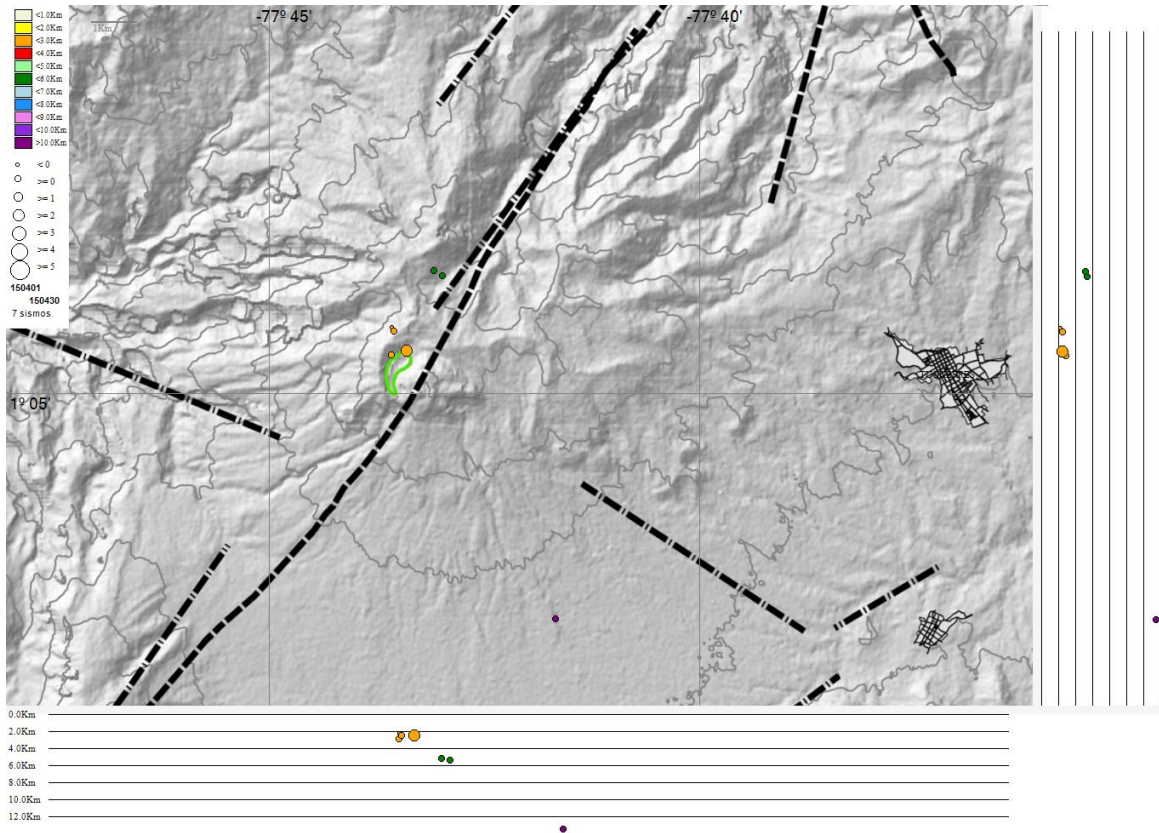 <1.0Km
<2.0Km
<3.0Km
<4.0Km
<5.0Km
<6.0Km
<7.0Km
<8.0Km
<9.0Km
<10.0Km
>10.0Km
< 0
>= 0
>= 1
>= 2
>= 3
>= 4
>= 5
150401
150430
7 sismos
1Km
-77º 45'
-77º 40'
1º 05'
0.0Km
2.0Km
4.0Km
6.0Km
8.0Km
10.0Km
12.0Km